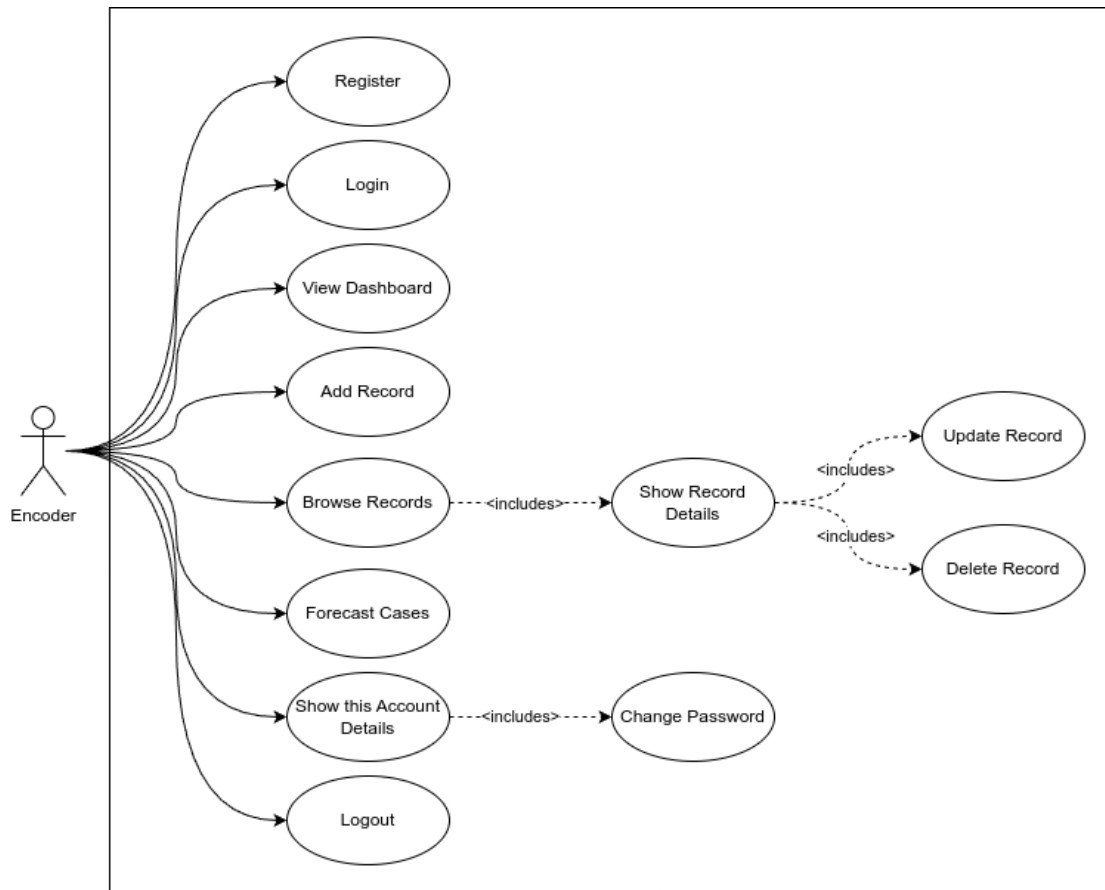 Register
Login
View Dashboard
Add Record
Encoder
Browse Records
<includes>
Show Record
Details
<includes>
Update Record
<includes>
Delete Record
Forecast Cases
Show this Account
Details
<includes>
Change Password
Logout